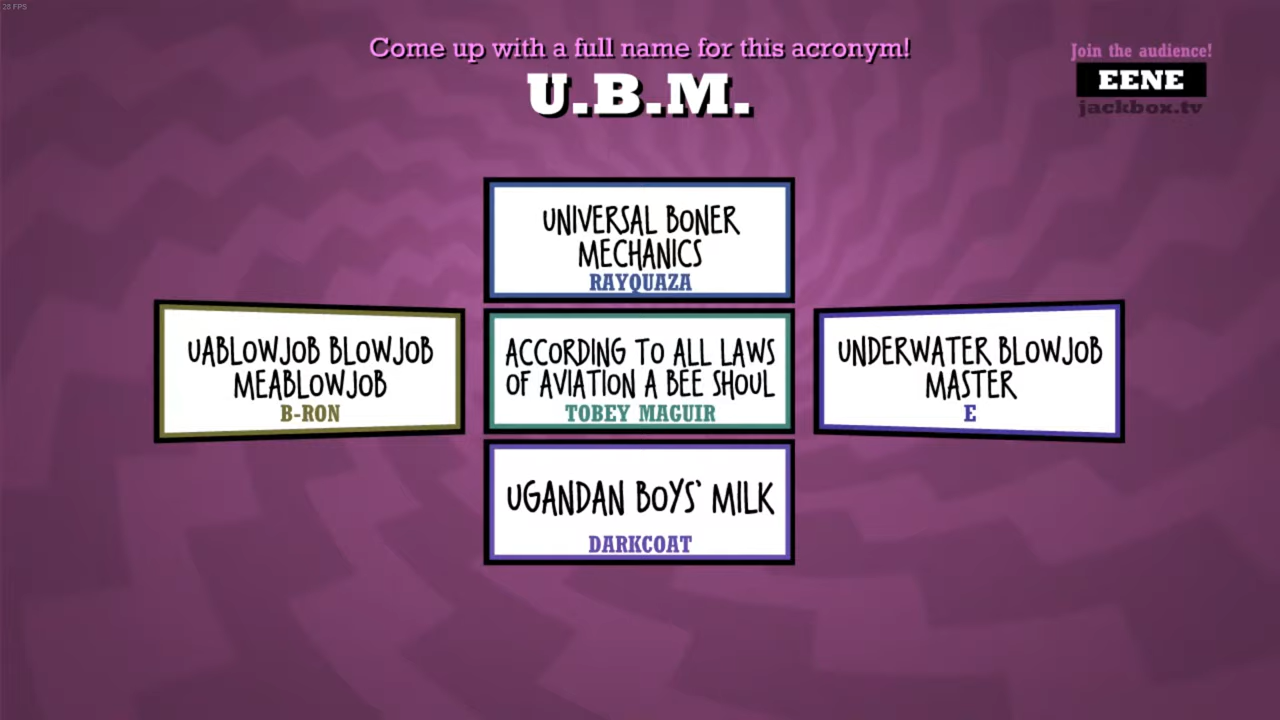 28 FPS
Come up with a full name for this acronym!
U.B.M.
Join the audience!
EENE
jackbox.tv
UNIVERSAL BONER
MECHANICS
RAYQUAZA
UABLOWJOB BLOWJOB
MEABLOWJOB
B-RON
ACCORDING TO ALL LAWS
OF AVIATION A BEE SHOUL
TOBEY MAGUIR
UNDERWATER BLOWJOB
MASTER
E
UGANDAN BOYS' MILK
DARKCOAT